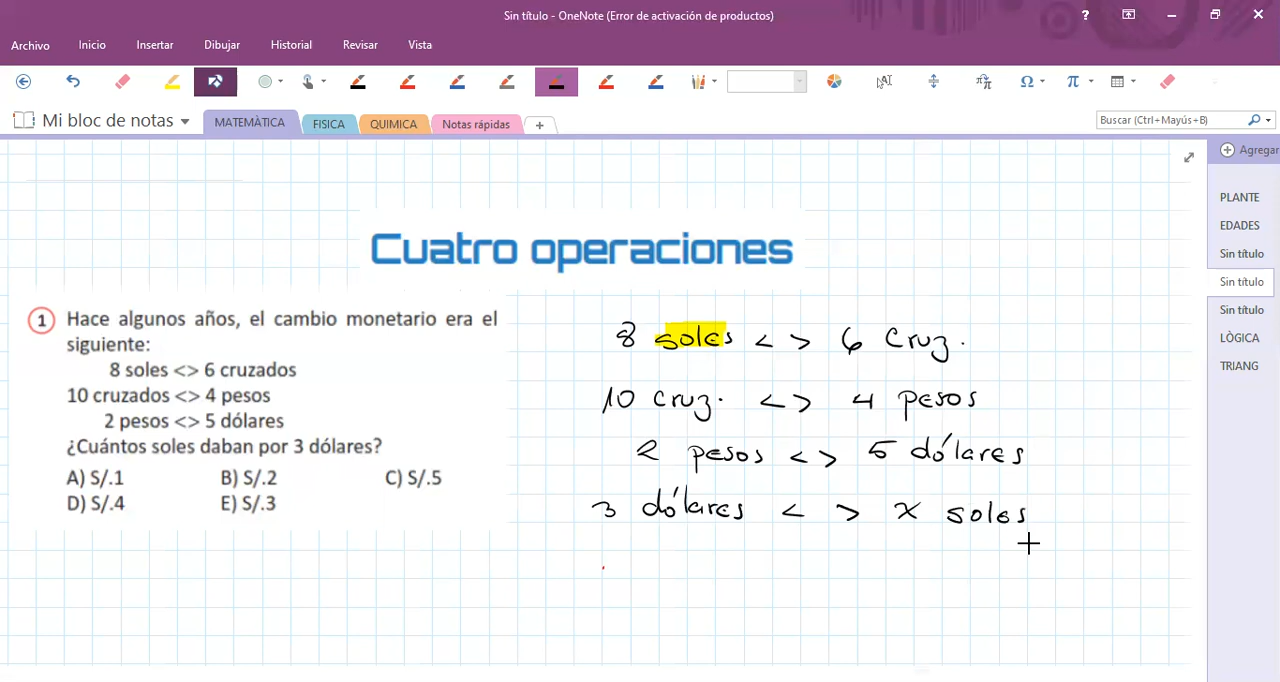 Sin título - OneNote (Error de activación de productos)
?
Archivo Inicio Insertar Dibujar Historial Revisar Vista
Mi bloc de notas
MATEMÀTICA
FISICA
QUIMICA
Notas rápidas
Buscar (Ctrl+Mayús+B)
Agregar
PLANTE
EDADES
Sin título
Sin título
Sin título
LÒGICA
TRIANG
Cuatro operaciones
1 Hace algunos años, el cambio monetario era el
siguiente:
8 soles <> 6 cruzados
10 cruzados <> 4 pesos
2 pesos <> 5 dólares
¿Cuántos soles daban por 3 dólares?
A) S/.1 B) S/.2 C) S/.5
D) S/.4 E) S/.3
8 soles < > 6 Cruz.
10 cruz. < > 4 pesos
2 pesos < > 5 dólares
3 dólares < > x soles